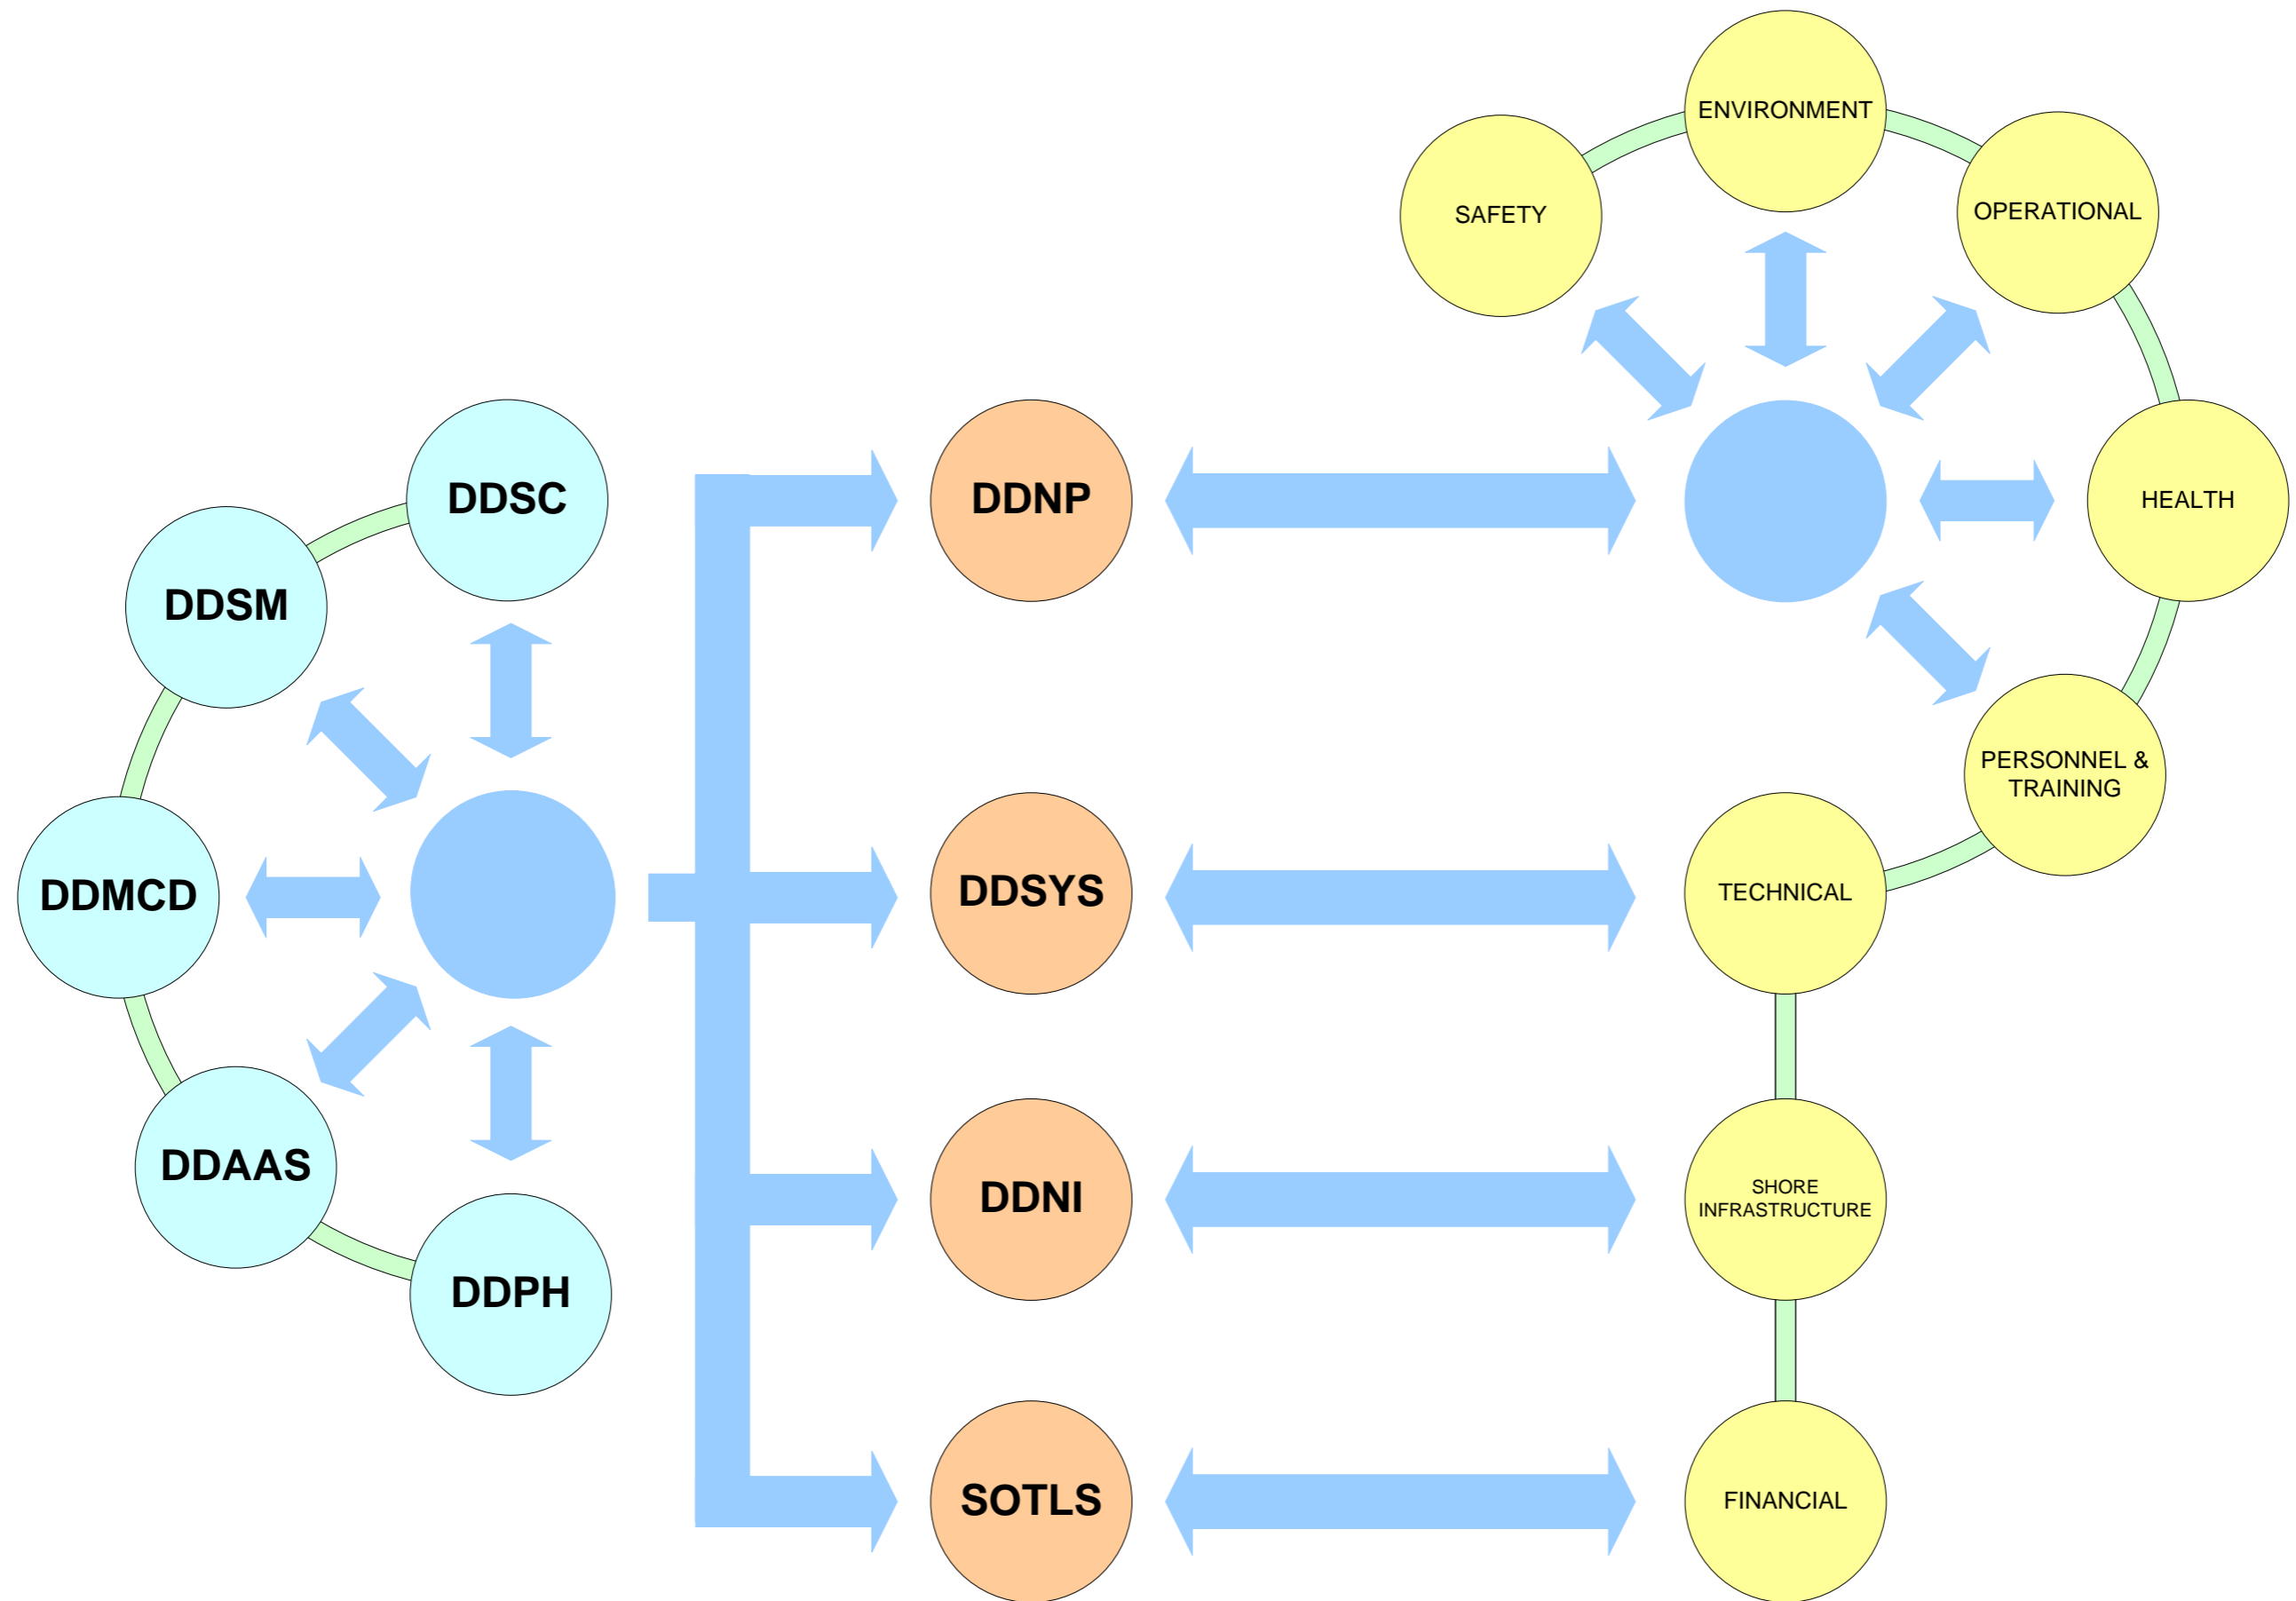 ENVIRONMENT
SAFETY
OPERATIONAL
DDSC
DDNP
HEALTH
DDSM
PERSONNEL &
TRAINING
DDMCD
DDSYS
TECHNICAL
DDAAS
DDNI
SHORE
INFRASTRUCTURE
DDPH
SOTLS
FINANCIAL